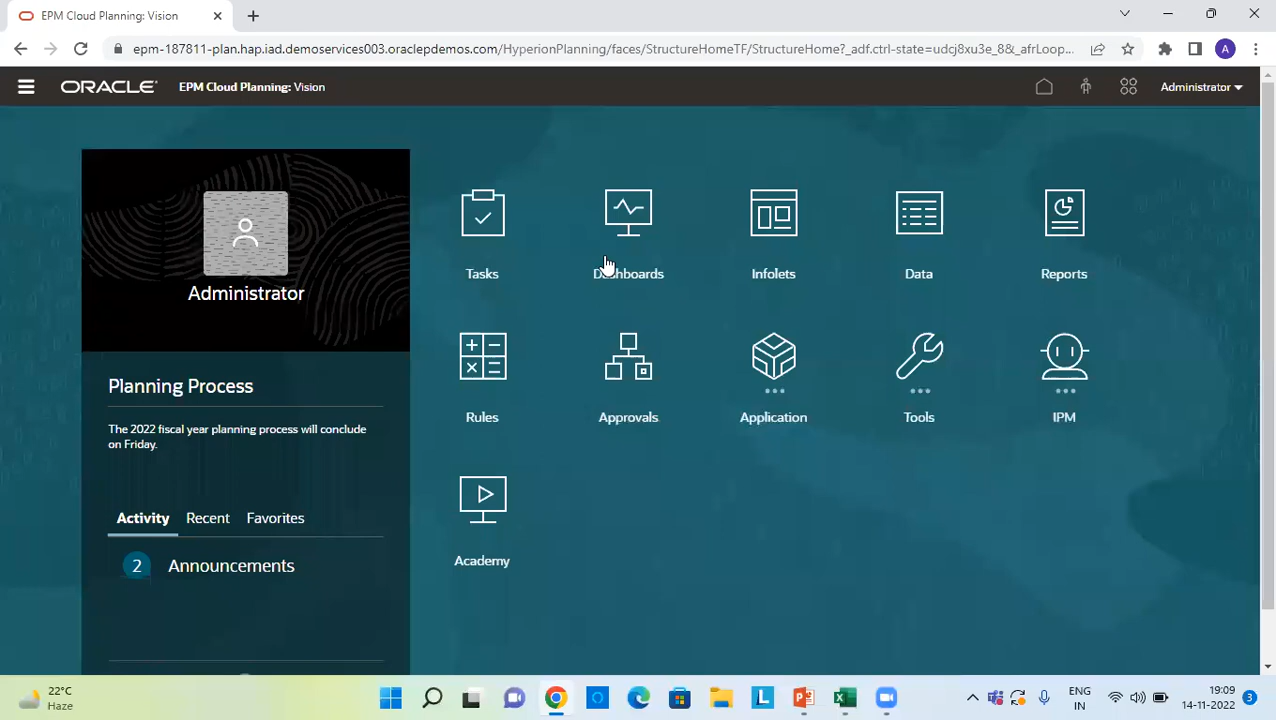 EPM Cloud Planning: Vision
epm-187811-plan.hap.iad.demoservices003.oraclepdemos.com/HyperionPlanning/faces/StructureHomeTF/StructureHome?_adf.ctrl-state=udcj8xu3e_8&_afrLoop...
A
ORACLE® EPM Cloud Planning: Vision
Administrator
Administrator
Tasks
Dashboards
Infolets
Data
Reports
Planning Process
The 2022 fiscal year planning process will conclude
on Friday.
Rules
Approvals
Application
Tools
IPM
Activity Recent Favorites
2 Announcements
Academy
22°C
Haze
ENG
IN
19:09
14-11-2022
3